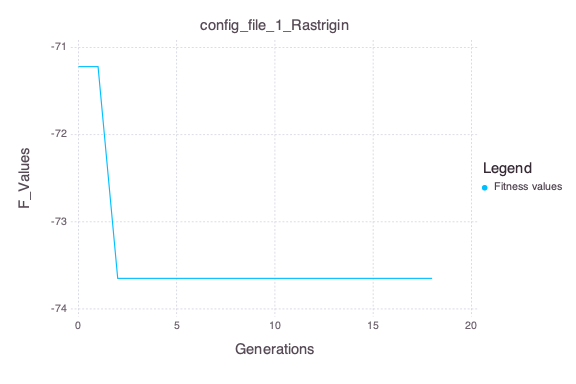 config_file_1_Rastrigin
-71
-72
-73
-74
F_Values
0 5 10 15 20
Generations
Legend
Fitness values